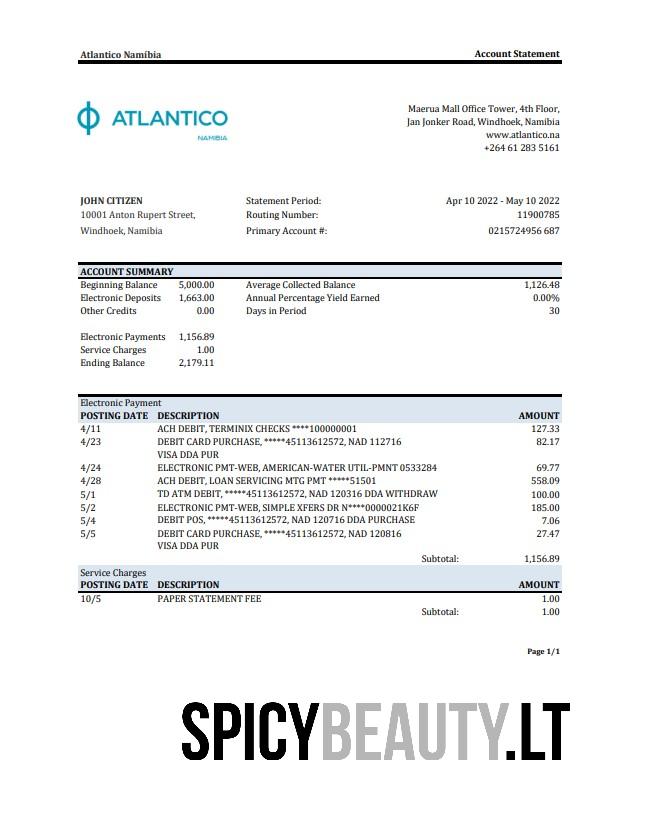 Atlantico Namíbia Account Statement
ATLANTICO
NAMIBIA
Maerua Mall Office Tower, 4th Floor,
Jan Jonker Road, Windhoek, Namibia
www.atlantico.na
+264 61 283 5161
JOHN CITIZEN
10001 Anton Rupert Street,
Windhoek, Namibia
Statement Period: Apr 10 2022 - May 10 2022
Routing Number: 11900785
Primary Account #: 0215724956 687
ACCOUNT SUMMARY
Beginning Balance 5,000.00 Average Collected Balance 1,126.48
Electronic Deposits 1,663.00 Annual Percentage Yield Earned 0.00%
Other Credits 0.00 Days in Period 30
Electronic Payments 1,156.89
Service Charges 1.00
Ending Balance 2,179.11
Electronic Payment
POSTING DATE DESCRIPTION AMOUNT
4/11 ACH DEBIT, TERMINIX CHECKS ****100000001 127.33
4/23 DEBIT CARD PURCHASE, *****45113612572, NAD 112716 82.17
VISA DDA PUR
4/24 ELECTRONIC PMT-WEB, AMERICAN-WATER UTIL-PMNT 0533284 69.77
4/28 ACH DEBIT, LOAN SERVICING MTG PMT *****51501 558.09
5/1 TD ATM DEBIT, *****45113612572, NAD 120316 DDA WITHDRAW 100.00
5/2 ELECTRONIC PMT-WEB, SIMPLE XFERS DR N****0000021K6F 185.00
5/4 DEBIT POS, *****45113612572, NAD 120716 DDA PURCHASE 7.06
5/5 DEBIT CARD PURCHASE, *****45113612572, NAD 120816 27.47
VISA DDA PUR
Subtotal: 1,156.89
Service Charges
POSTING DATE DESCRIPTION AMOUNT
10/5 PAPER STATEMENT FEE 1.00
Subtotal: 1.00
Page 1/1
SPICYBEAUTY.LT